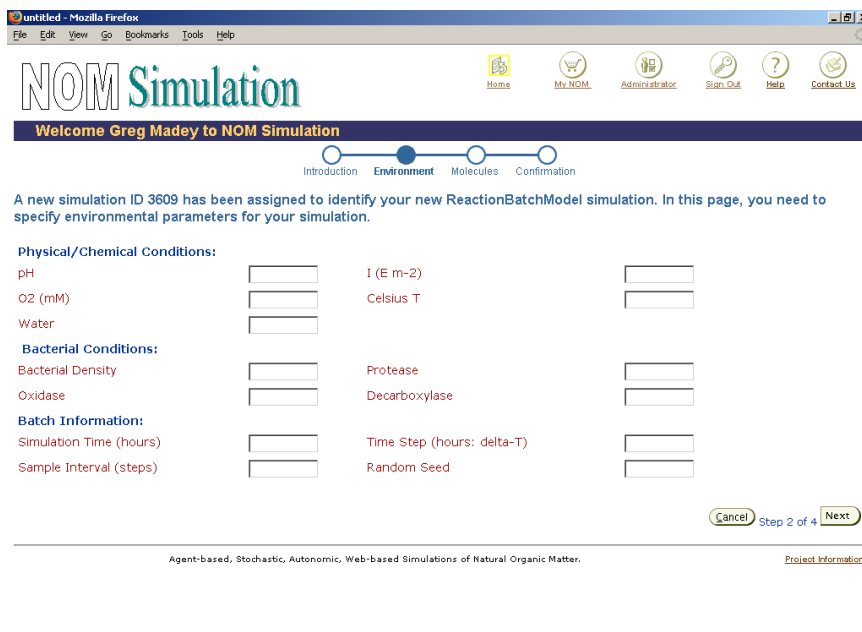 untitled - Mozilla Firefox
File Edit View Go Bookmarks Tools Help
NOM Simulation
Home My NOM Administrator Sign Out Help Contact Us
Welcome Greg Madey to NOM Simulation
Introduction Environment Molecules Confirmation
A new simulation ID 3609 has been assigned to identify your new ReactionBatchModel simulation. In this page, you need to
specify environmental parameters for your simulation.
Physical/Chemical Conditions:
pH I (E m-2)
O2 (mM) Celsius T
Water
Bacterial Conditions:
Bacterial Density Protease
Oxidase Decarboxylase
Batch Information:
Simulation Time (hours) Time Step (hours: delta-T)
Sample Interval (steps) Random Seed
Cancel Step 2 of 4 Next
Agent-based, Stochastic, Autonomic, Web-based Simulations of Natural Organic Matter. Project Information